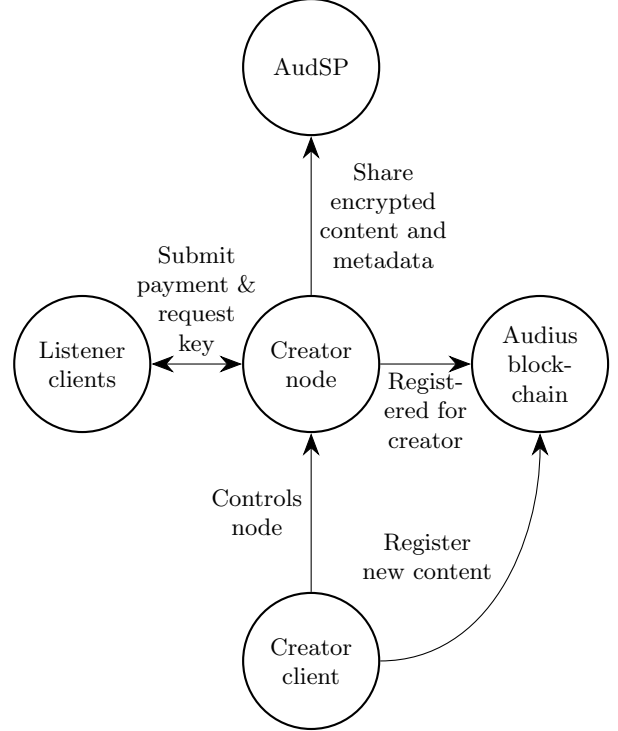 AudSP
Share
encrypted
content and
metadata
Submit
payment &
request
key
Listener
clients
Creator
node
Audius
block-
chain
Regist-
ered for
creator
Controls
node
Register
new content
Creator
client